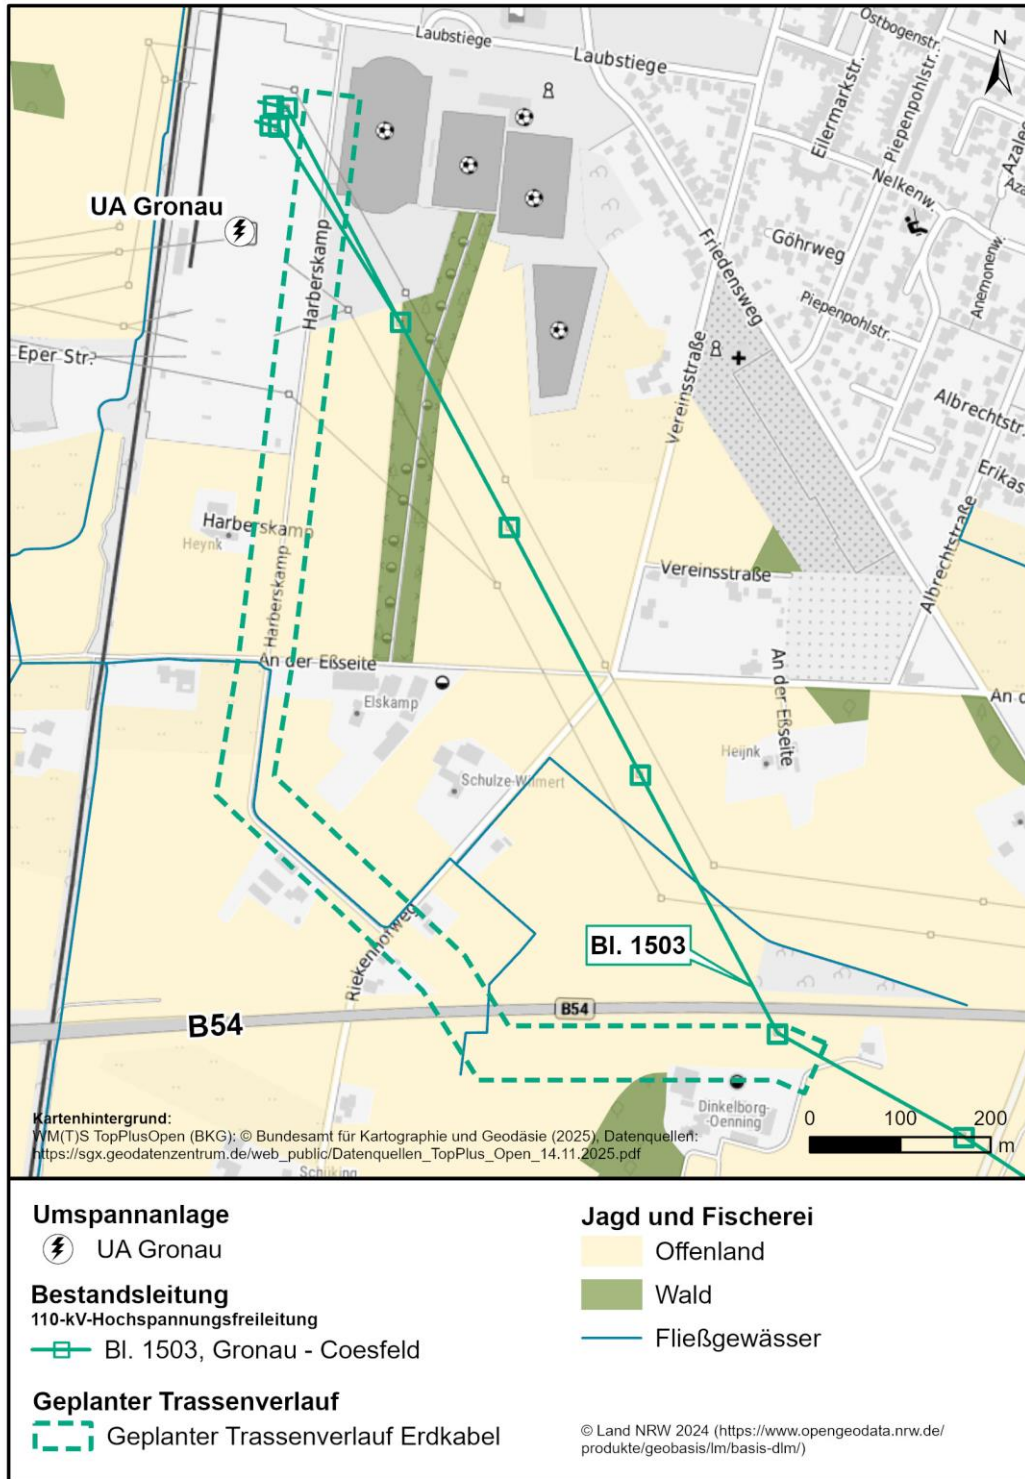 Laubstiege
Laubstiege
Ostbogenstr.
N
Eilermarkstr.
Piepenpohlstr.
Azalee
Aza
Nelkenw.
UA Gronau
Harberskamp
Friedensweg
Göhrweg
Anemonenw.
Piepenpohlstr.
Eper Str.
Vereinsstraße
Albrechtstr.
Erikas
Harberskamp
Heynk
Harberskamp
Vereinsstraße
Albrechtstraße
An der Eßseite
An der Eßseite
An d
Elskamp
Heijnk
Schulze-Wilmert
Riekenhofweg
Bl. 1503
B54
B54
Dinkelborg-
Oenning
0 100 200
m
Kartenhintergrund:
WM(T)S TopPlusOpen (BKG): © Bundesamt für Kartographie und Geodäsie (2025), Datenquellen:
https://sgx.geodatenzentrum.de/web_public/Datenquellen_TopPlus_Open_14.11.2025.pdf
Schüking
Umspannanlage
UA Gronau
Bestandsleitung
110-kV-Hochspannungsfreileitung
Bl. 1503, Gronau - Coesfeld
Geplanter Trassenverlauf
Geplanter Trassenverlauf Erdkabel
Jagd und Fischerei
Offenland
Wald
Fließgewässer
© Land NRW 2024 (https://www.opengeodata.nrw.de/
produkte/geobasis/lm/basis-dlm/)